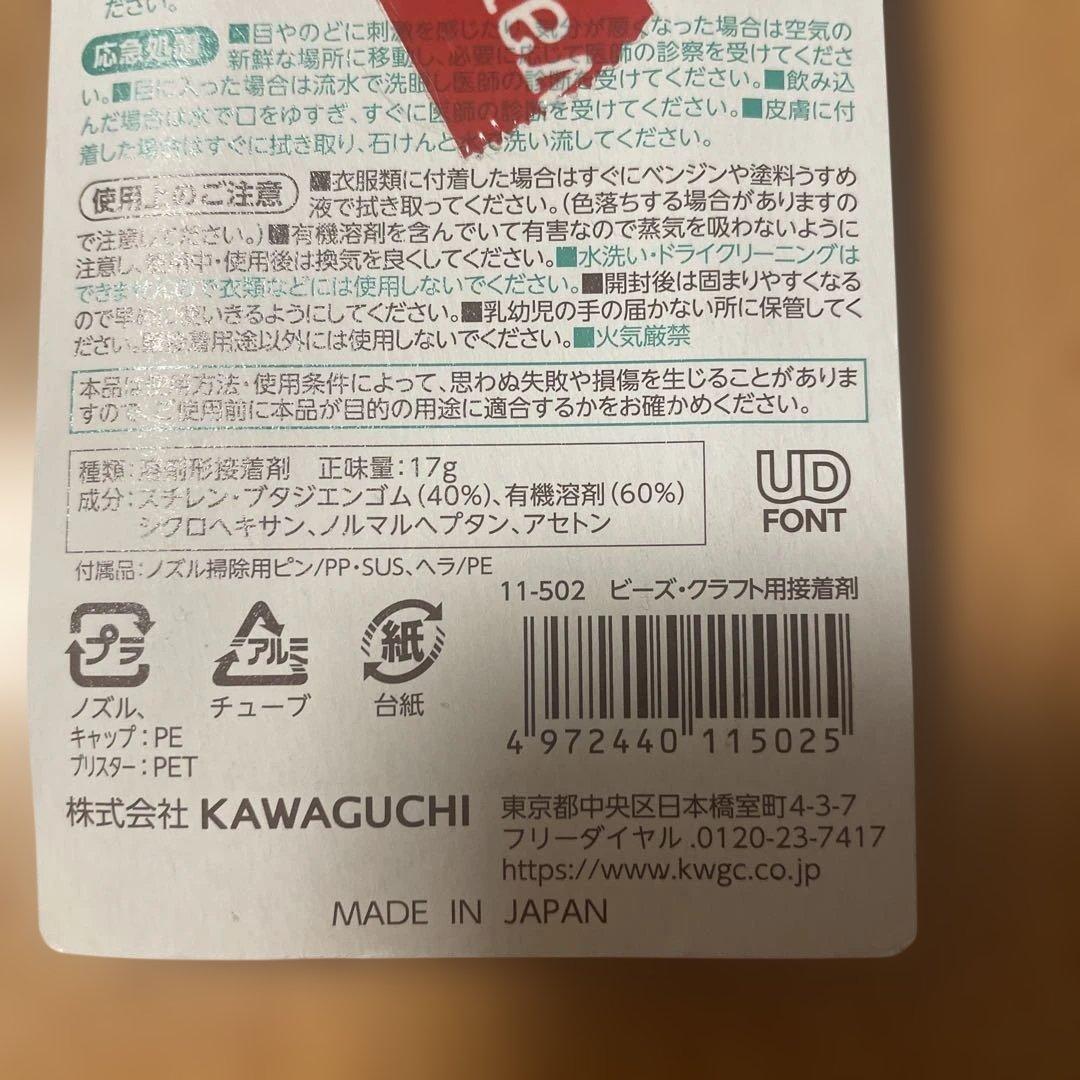 ださい。
応急処置 ■目やのどに刺激を感じたり、気分が悪くなった場合は空気の
新鮮な場所に移動し、必要に応じて医師の診察を受けてくださ
い。■目に入った場合は流水で洗眼し医師の診断を受けてください。■飲み込
んだ場合は水で口をゆすぎ、すぐに医師の診断を受けてください。■皮膚に付
着した場合はすぐに拭き取り、石けんと水で洗い流してください。
使用上のご注意 ■衣服類に付着した場合はすぐにベンジンや塗料うすめ
液で拭き取ってください。(色落ちする場合がありますの
で注意してください。)■有機溶剤を含んでいて有害なので蒸気を吸わないように
注意し、使用中・使用後は換気を良くしてください。■水洗い・ドライクリーニングは
できませんので衣類などには使用しないでください。■開封後は固まりやすくなる
ので早めに使いきるようにしてください。■乳幼児の手の届かない所に保管してく
ださい。■接着用途以外には使用しないでください。■火気厳禁
本品は使用方法・使用条件によって、思わぬ失敗や損傷を生じることがありま
すので、ご使用前に本品が目的の用途に適合するかをお確かめください。
種類:溶剤形接着剤 正味量:17g
成分:スチレン・ブタジエンゴム(40%)、有機溶剤(60%)
シクロヘキサン、ノルマルヘプタン、アセトン
UD
FONT
付属品:ノズル掃除用ピン/PP・SUS、ヘラ/PE
11-502 ビーズ・クラフト用接着剤
プラ
アルミ
紙
ノズル、
キャップ:PE
ブリスター:PET
チューブ
台紙
4 972440 115025
株式会社 KAWAGUCHI
東京都中央区日本橋室町4-3-7
フリーダイヤル.0120-23-7417
https://www.kwgc.co.jp
MADE IN JAPAN